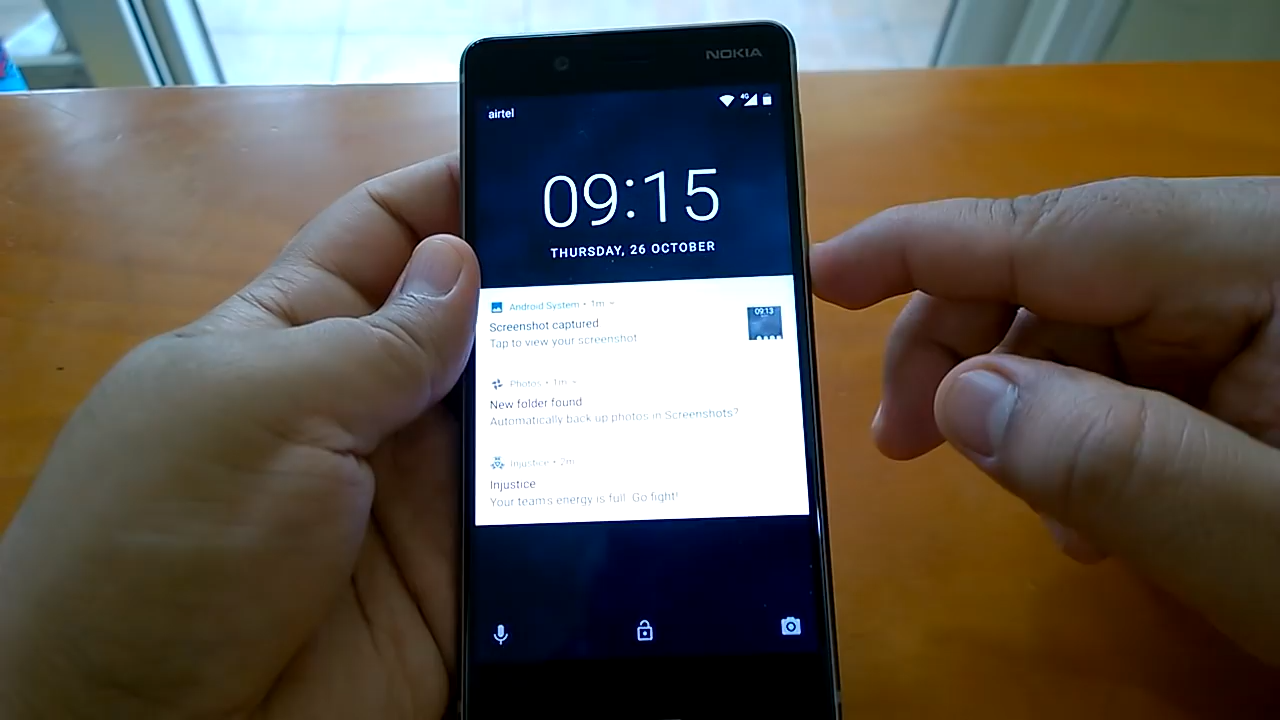 NOKIA
airtel
4G
09:15
THURSDAY, 26 OCTOBER
Android System • 1m
Screenshot captured
Tap to view your screenshot
09:13
Photos • 1m
New folder found
Automatically back up photos in Screenshots?
Injustice • 2m
Injustice
Your team's energy is full. Go fight!